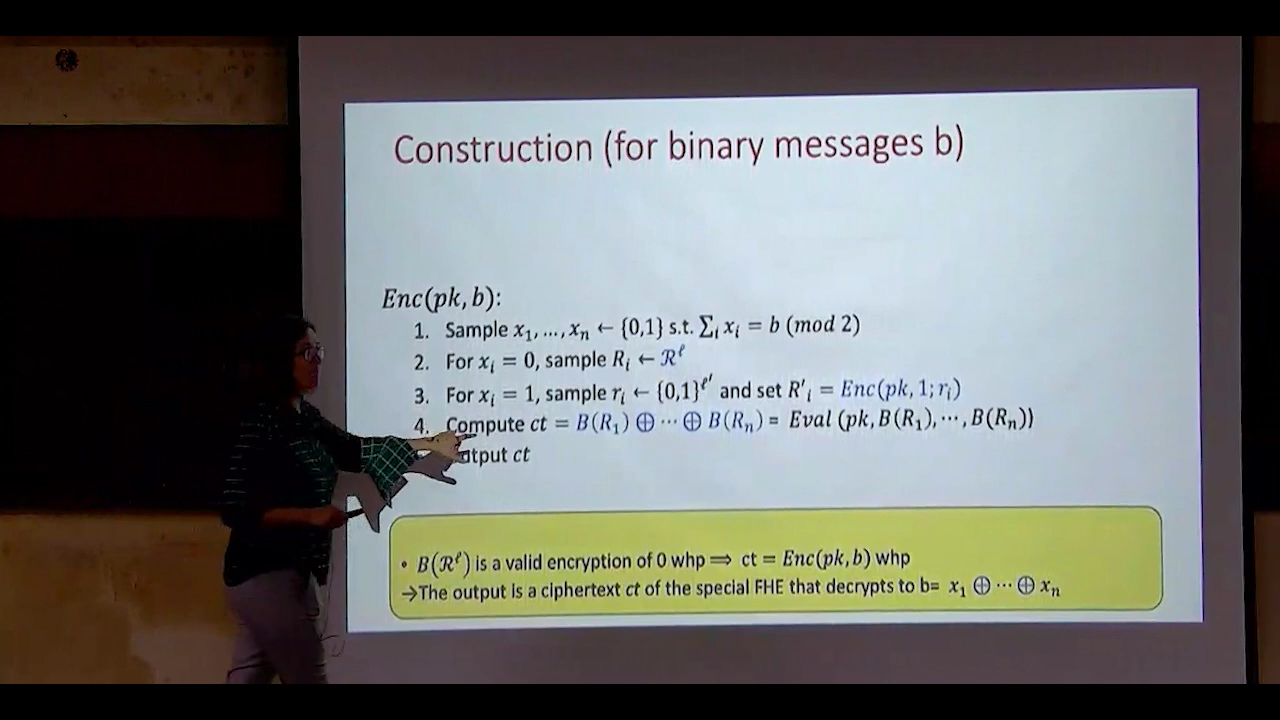 Construction (for binary messages b)
Enc(pk, b):
1. Sample x₁, …, xₙ ← {0,1} s.t. ∑ᵢ xᵢ = b (mod 2)
2. For xᵢ = 0, sample Rᵢ ← ℛ^ℓ
3. For xᵢ = 1, sample rᵢ ← {0,1}^ℓ′ and set R′ᵢ = Enc(pk, 1; rᵢ)
4. Compute ct = B(R₁) ⊕ ⋯ ⊕ B(Rₙ) = Eval (pk, B(R₁), ⋯, B(Rₙ))
utput ct
• B(ℛ^ℓ) is a valid encryption of 0 whp ⟹ ct = Enc(pk, b) whp
→The output is a ciphertext ct of the special FHE that decrypts to b= x₁ ⊕ ⋯ ⊕ xₙ